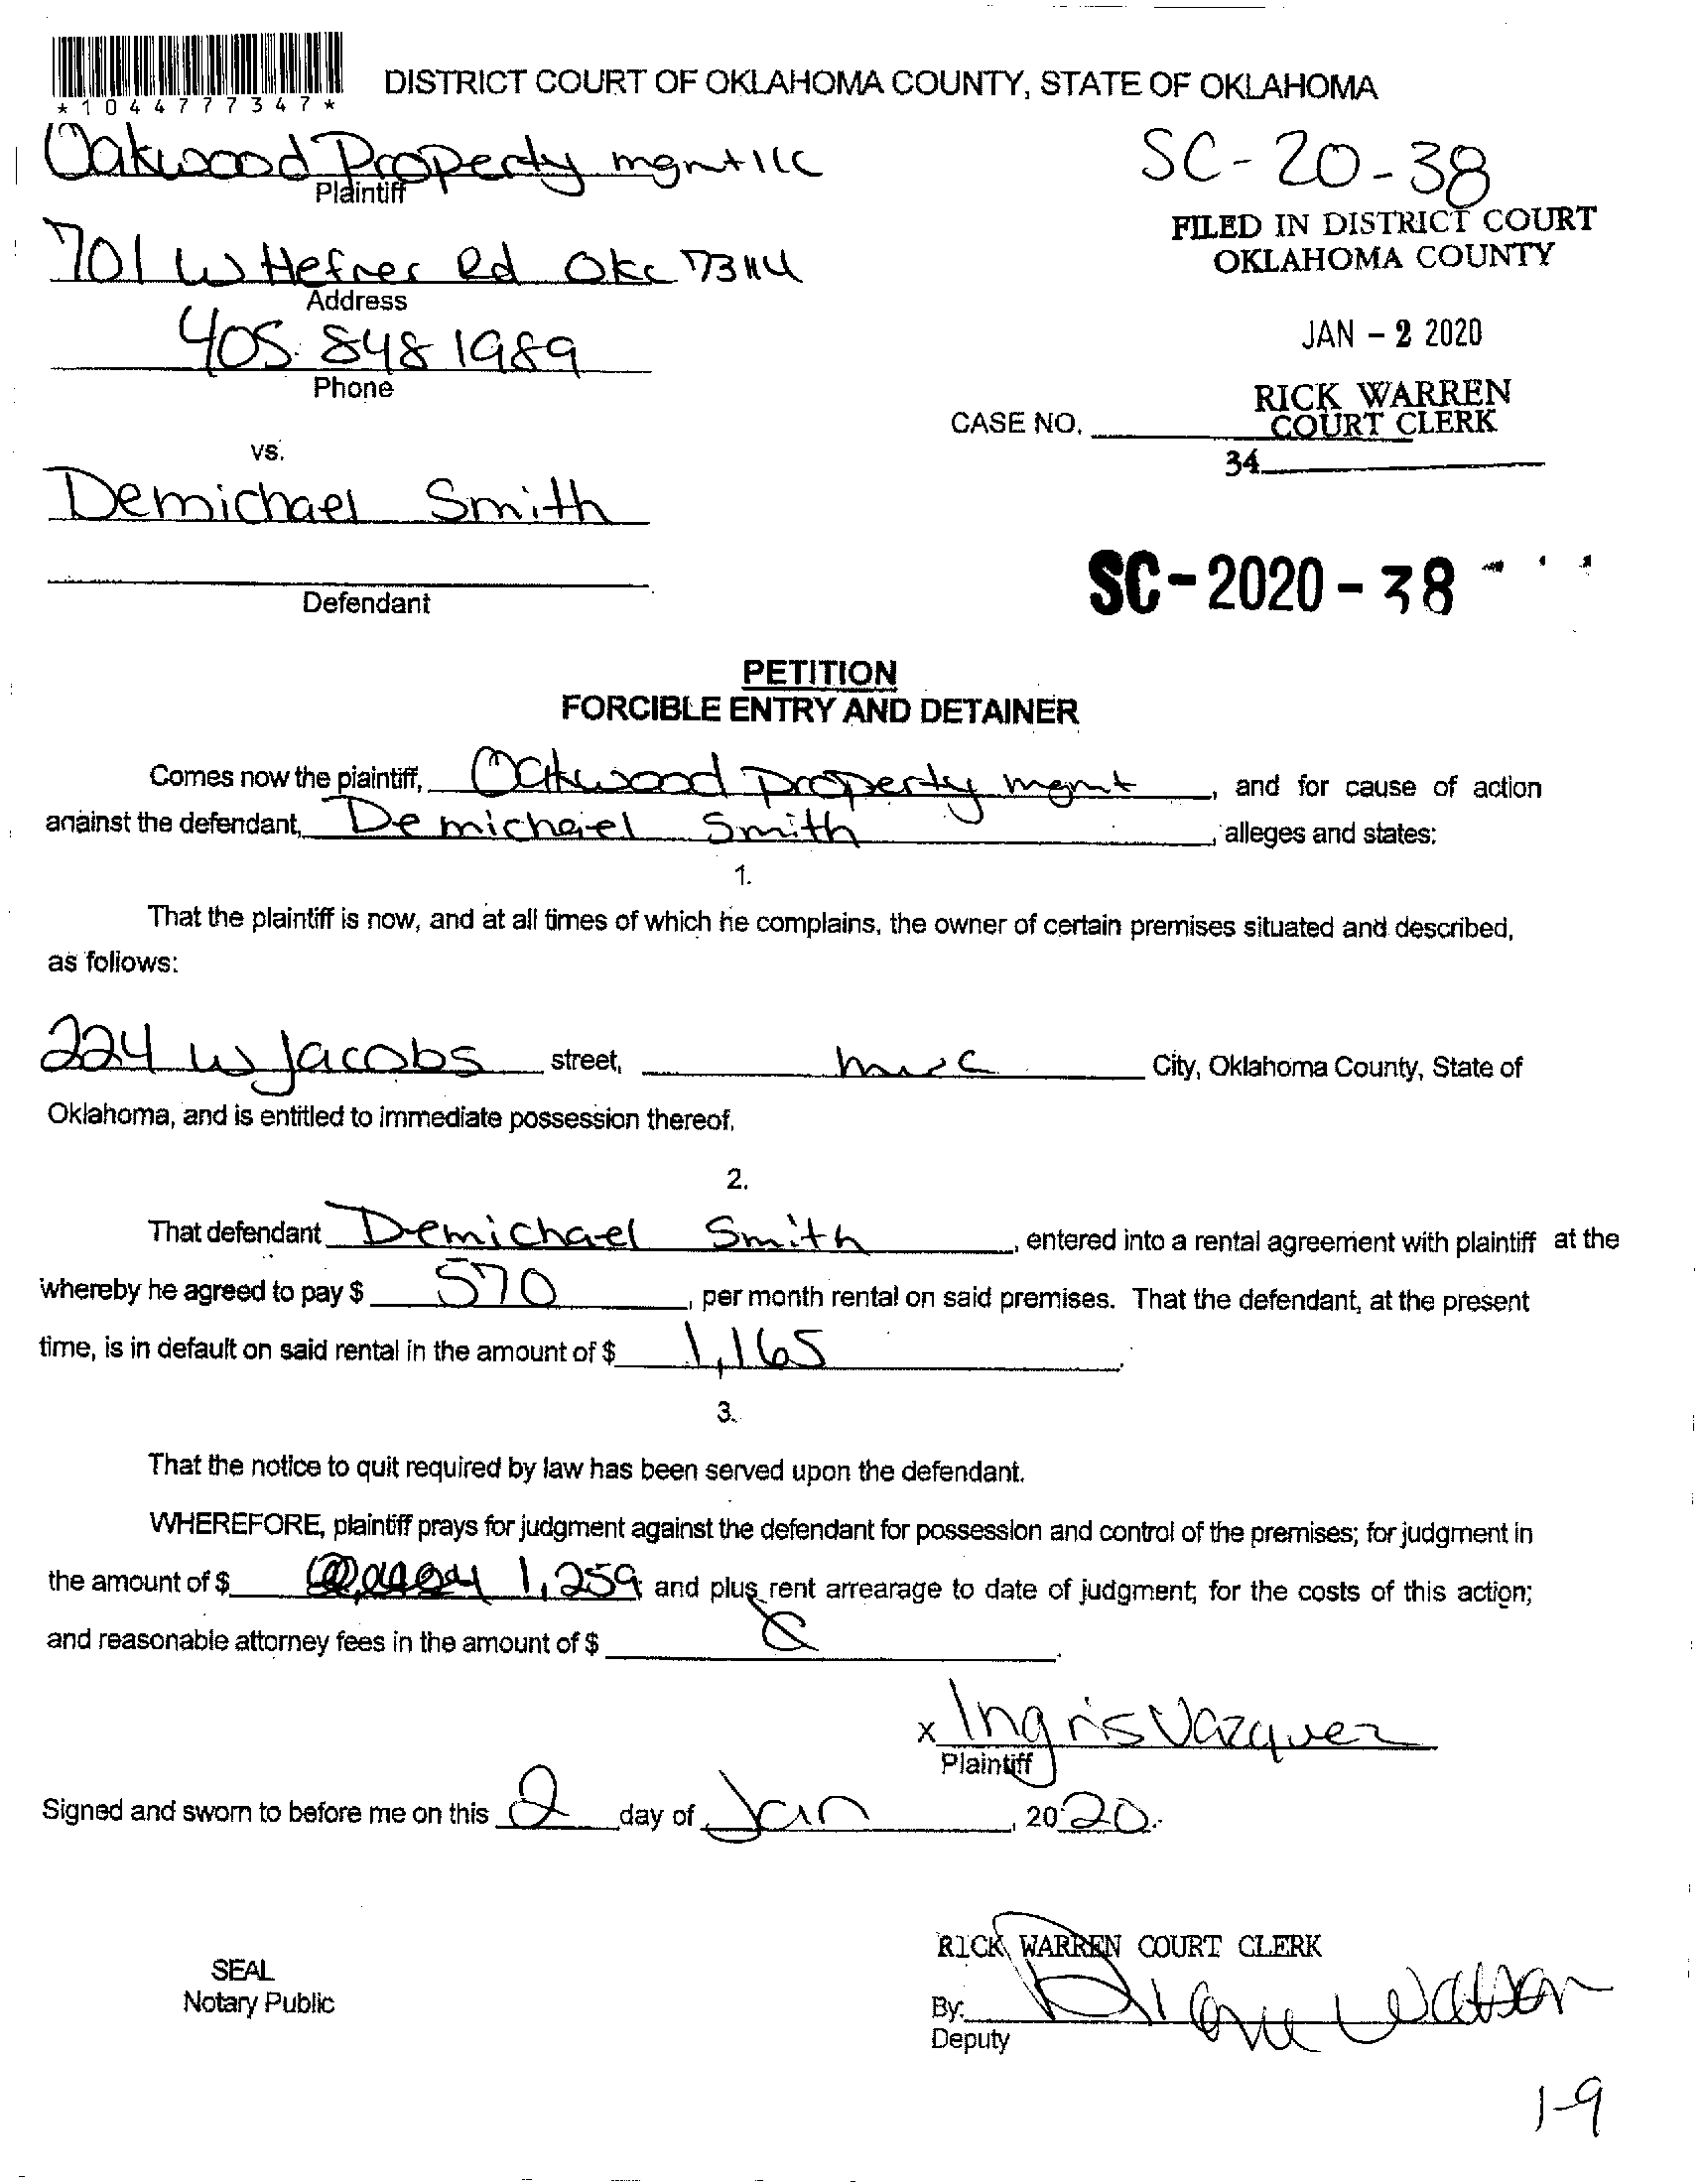 *1044777347*
DISTRICT COURT OF OKLAHOMA COUNTY, STATE OF OKLAHOMA
Oakwood Property mgmt llc
Plaintiff
SC-20-38
FILED IN DISTRICT COURT
OKLAHOMA COUNTY
701 W Hefner Rd Okc 73114
Address
JAN - 2 2020
405 848 1989
Phone
RICK WARREN
COURT CLERK
CASE NO.
34
vs.
Demichael Smith
Defendant
SC-2020-38
PETITION
FORCIBLE ENTRY AND DETAINER
Comes now the plaintiff, Oakwood property mgmt, and for cause of action
against the defendant, Demichael Smith, alleges and states:
1.
That the plaintiff is now, and at all times of which he complains, the owner of certain premises situated and described,
as follows:
224 W Jacobs street, mwc City, Oklahoma County, State of
Oklahoma, and is entitled to immediate possession thereof.
2.
That defendant Demichael Smith, entered into a rental agreement with plaintiff at the
whereby he agreed to pay $ 570, per month rental on said premises. That the defendant, at the present
time, is in default on said rental in the amount of $ 1,165.
3.
That the notice to quit required by law has been served upon the defendant.
WHEREFORE, plaintiff prays for judgment against the defendant for possession and control of the premises; for judgment in
the amount of $ 1,259; and plus rent arrearage to date of judgment; for the costs of this action;
and reasonable attorney fees in the amount of $
x Ingris Vazquez
Plaintiff
Signed and sworn to before me on this 2 day of Jan, 2020.
RICK WARREN COURT CLERK
SEAL
Notary Public
By: Diane Watson
Deputy
1-9